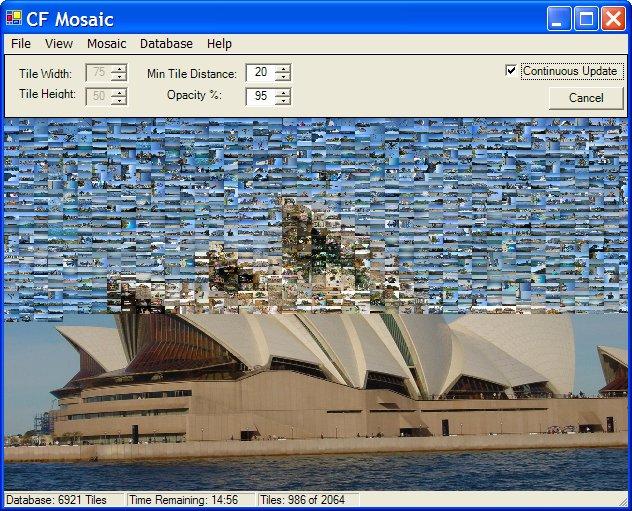 CF Mosaic
File View Mosaic Database Help
Tile Width: 75 Min Tile Distance: 20 Continuous Update
Tile Height: 50 Opacity %: 95 Cancel
Database: 6921 Tiles Time Remaining: 14:56 Tiles: 986 of 2064